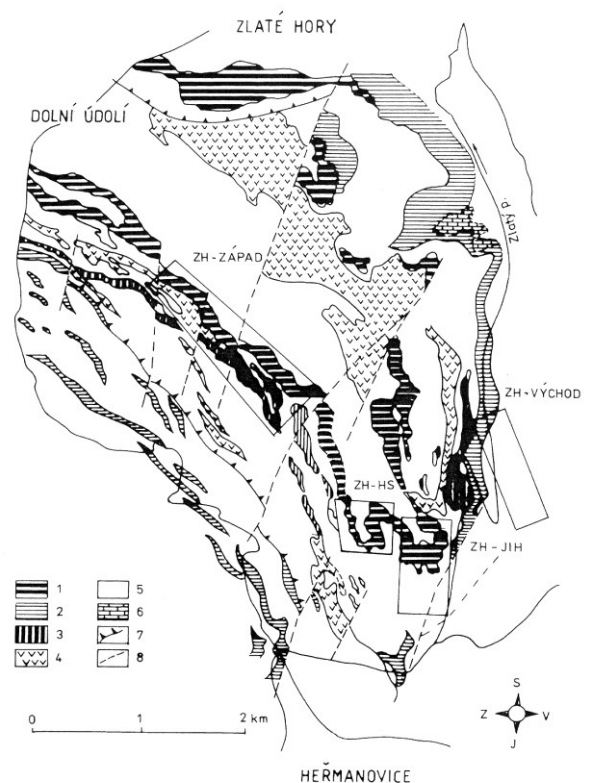 ZLATÉ HORY
DOLNÍ ÚDOLÍ
Zlatý p.
ZH-ZÁPAD
ZH-VÝCHOD
ZH-HS
ZH-JIH
1
2
3
4
5
6
7
8
0 1 2 km
S
Z V
J
HEŘMANOVICE